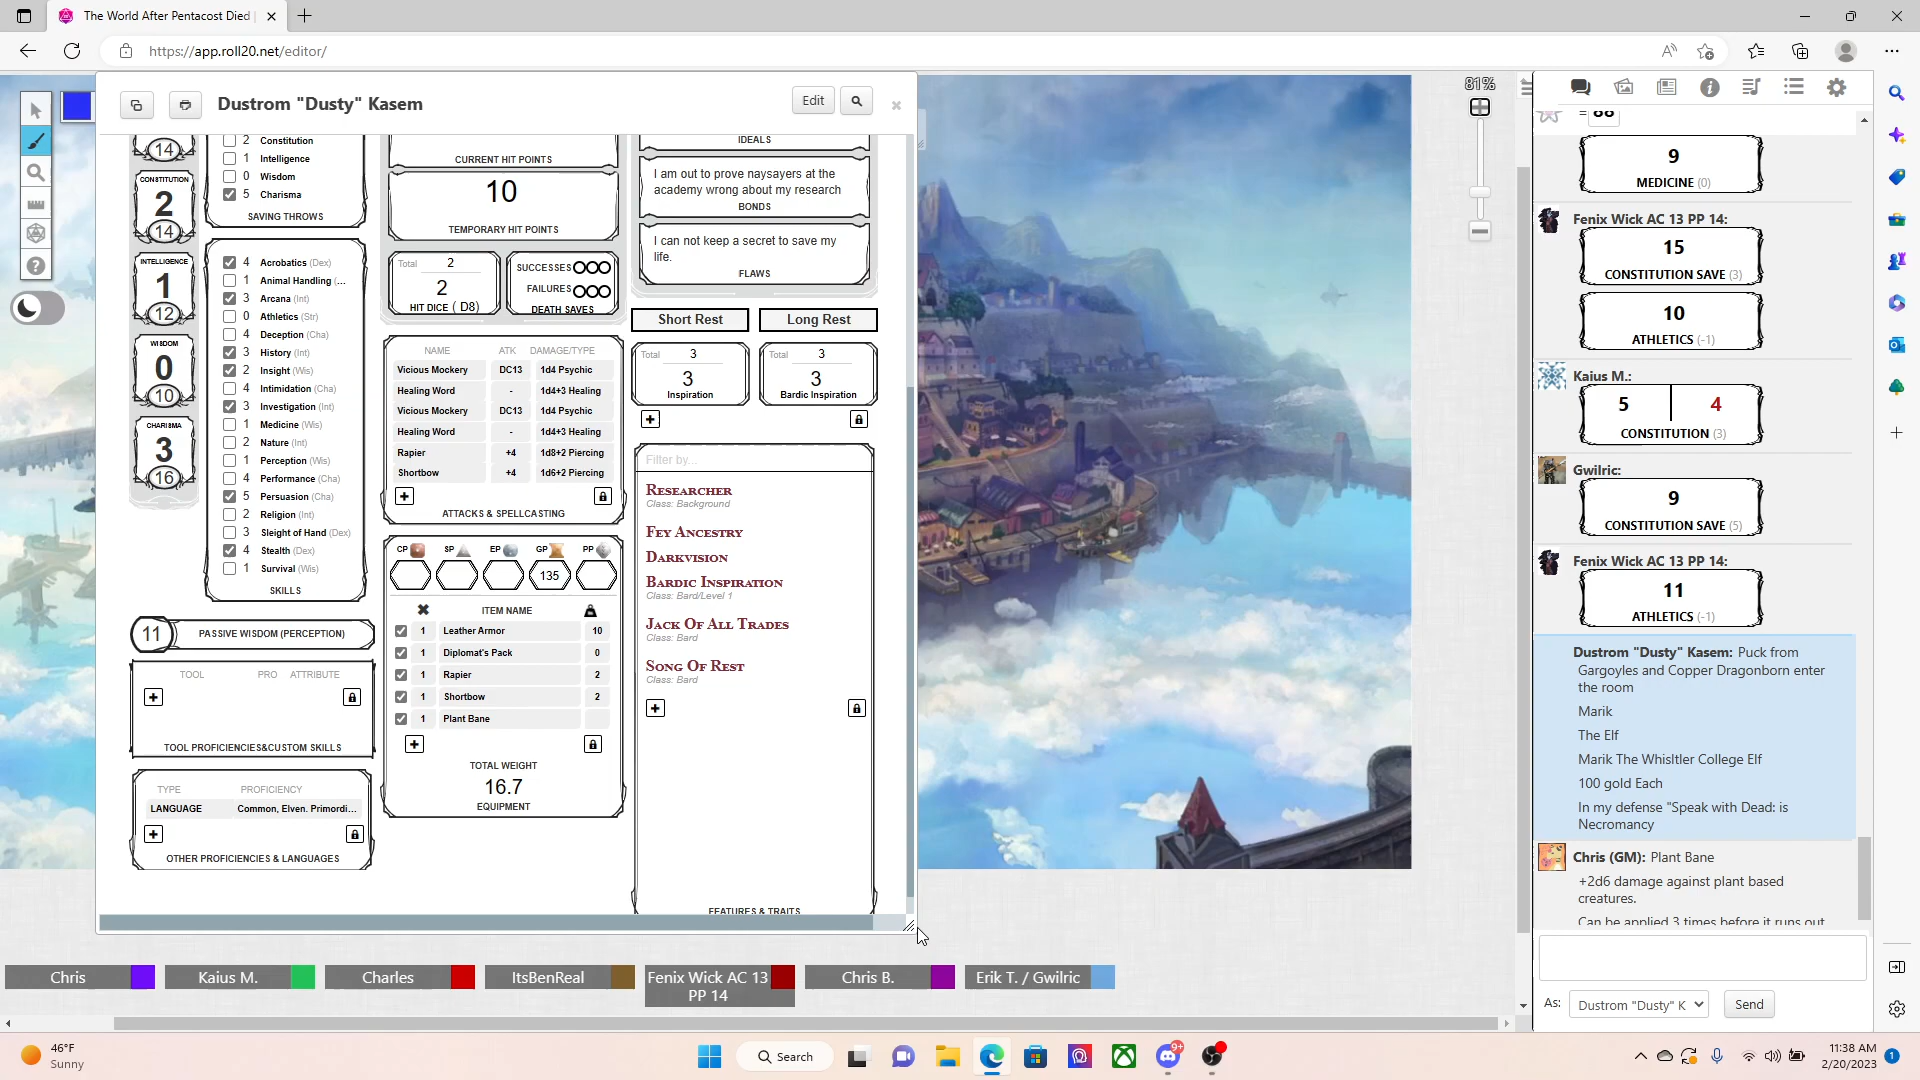 The World After Pentacost Died
https://app.roll20.net/editor/
Dustrom "Dusty" Kasem
Edit
81%
14
CONSTITUTION
2
14
INTELLIGENCE
1
12
WISDOM
0
10
CHARISMA
3
16
2 Constitution
1 Intelligence
0 Wisdom
5 Charisma
SAVING THROWS
4 Acrobatics (Dex)
1 Animal Handling (...
3 Arcana (Int)
0 Athletics (Str)
4 Deception (Cha)
3 History (Int)
2 Insight (Wis)
4 Intimidation (Cha)
3 Investigation (Int)
1 Medicine (Wis)
2 Nature (Int)
1 Perception (Wis)
4 Performance (Cha)
5 Persuasion (Cha)
2 Religion (Int)
3 Sleight of Hand (Dex)
4 Stealth (Dex)
1 Survival (Wis)
SKILLS
11 PASSIVE WISDOM (PERCEPTION)
TOOL PRO ATTRIBUTE
TOOL PROFICIENCIES&CUSTOM SKILLS
TYPE PROFICIENCY
LANGUAGE Common, Elven. Primordi...
OTHER PROFICIENCIES & LANGUAGES
CURRENT HIT POINTS
10
TEMPORARY HIT POINTS
Total 2
2
HIT DICE ( D8)
SUCCESSES
FAILURES
DEATH SAVES
NAME ATK DAMAGE/TYPE
Vicious Mockery DC13 1d4 Psychic
Healing Word - 1d4+3 Healing
Vicious Mockery DC13 1d4 Psychic
Healing Word - 1d4+3 Healing
Rapier +4 1d8+2 Piercing
Shortbow +4 1d6+2 Piercing
ATTACKS & SPELLCASTING
CP SP EP GP PP
135
ITEM NAME
1 Leather Armor 10
1 Diplomat's Pack 0
1 Rapier 2
1 Shortbow 2
1 Plant Bane
TOTAL WEIGHT
16.7
EQUIPMENT
IDEALS
I am out to prove naysayers at the
academy wrong about my research
BONDS
I can not keep a secret to save my
life.
FLAWS
Short Rest Long Rest
Total 3
3
Inspiration
Total 3
3
Bardic Inspiration
Filter by...
RESEARCHER
Class: Background
FEY ANCESTRY
DARKVISION
BARDIC INSPIRATION
Class: Bard/Level 1
JACK OF ALL TRADES
Class: Bard
SONG OF REST
Class: Bard
FEATURES & TRAITS
9
MEDICINE (0)
Fenix Wick AC 13 PP 14:
15
CONSTITUTION SAVE (3)
10
ATHLETICS (-1)
Kaius M.:
5 4
CONSTITUTION (3)
Gwilric:
9
CONSTITUTION SAVE (5)
Fenix Wick AC 13 PP 14:
11
ATHLETICS (-1)
Dustrom "Dusty" Kasem: Puck from
Gargoyles and Copper Dragonborn enter
the room
Marik
The Elf
Marik The Whisltler College Elf
100 gold Each
In my defense "Speak with Dead: is
Necromancy
Chris (GM): Plant Bane
+2d6 damage against plant based
creatures.
Can be applied 3 times before it runs out
As: Dustrom "Dusty" K
Send
Chris
Kaius M.
Charles
ItsBenReal
Fenix Wick AC 13
PP 14
Chris B.
Erik T. / Gwilric
46°F
Sunny
Search
9+
11:38 AM
2/20/2023
1